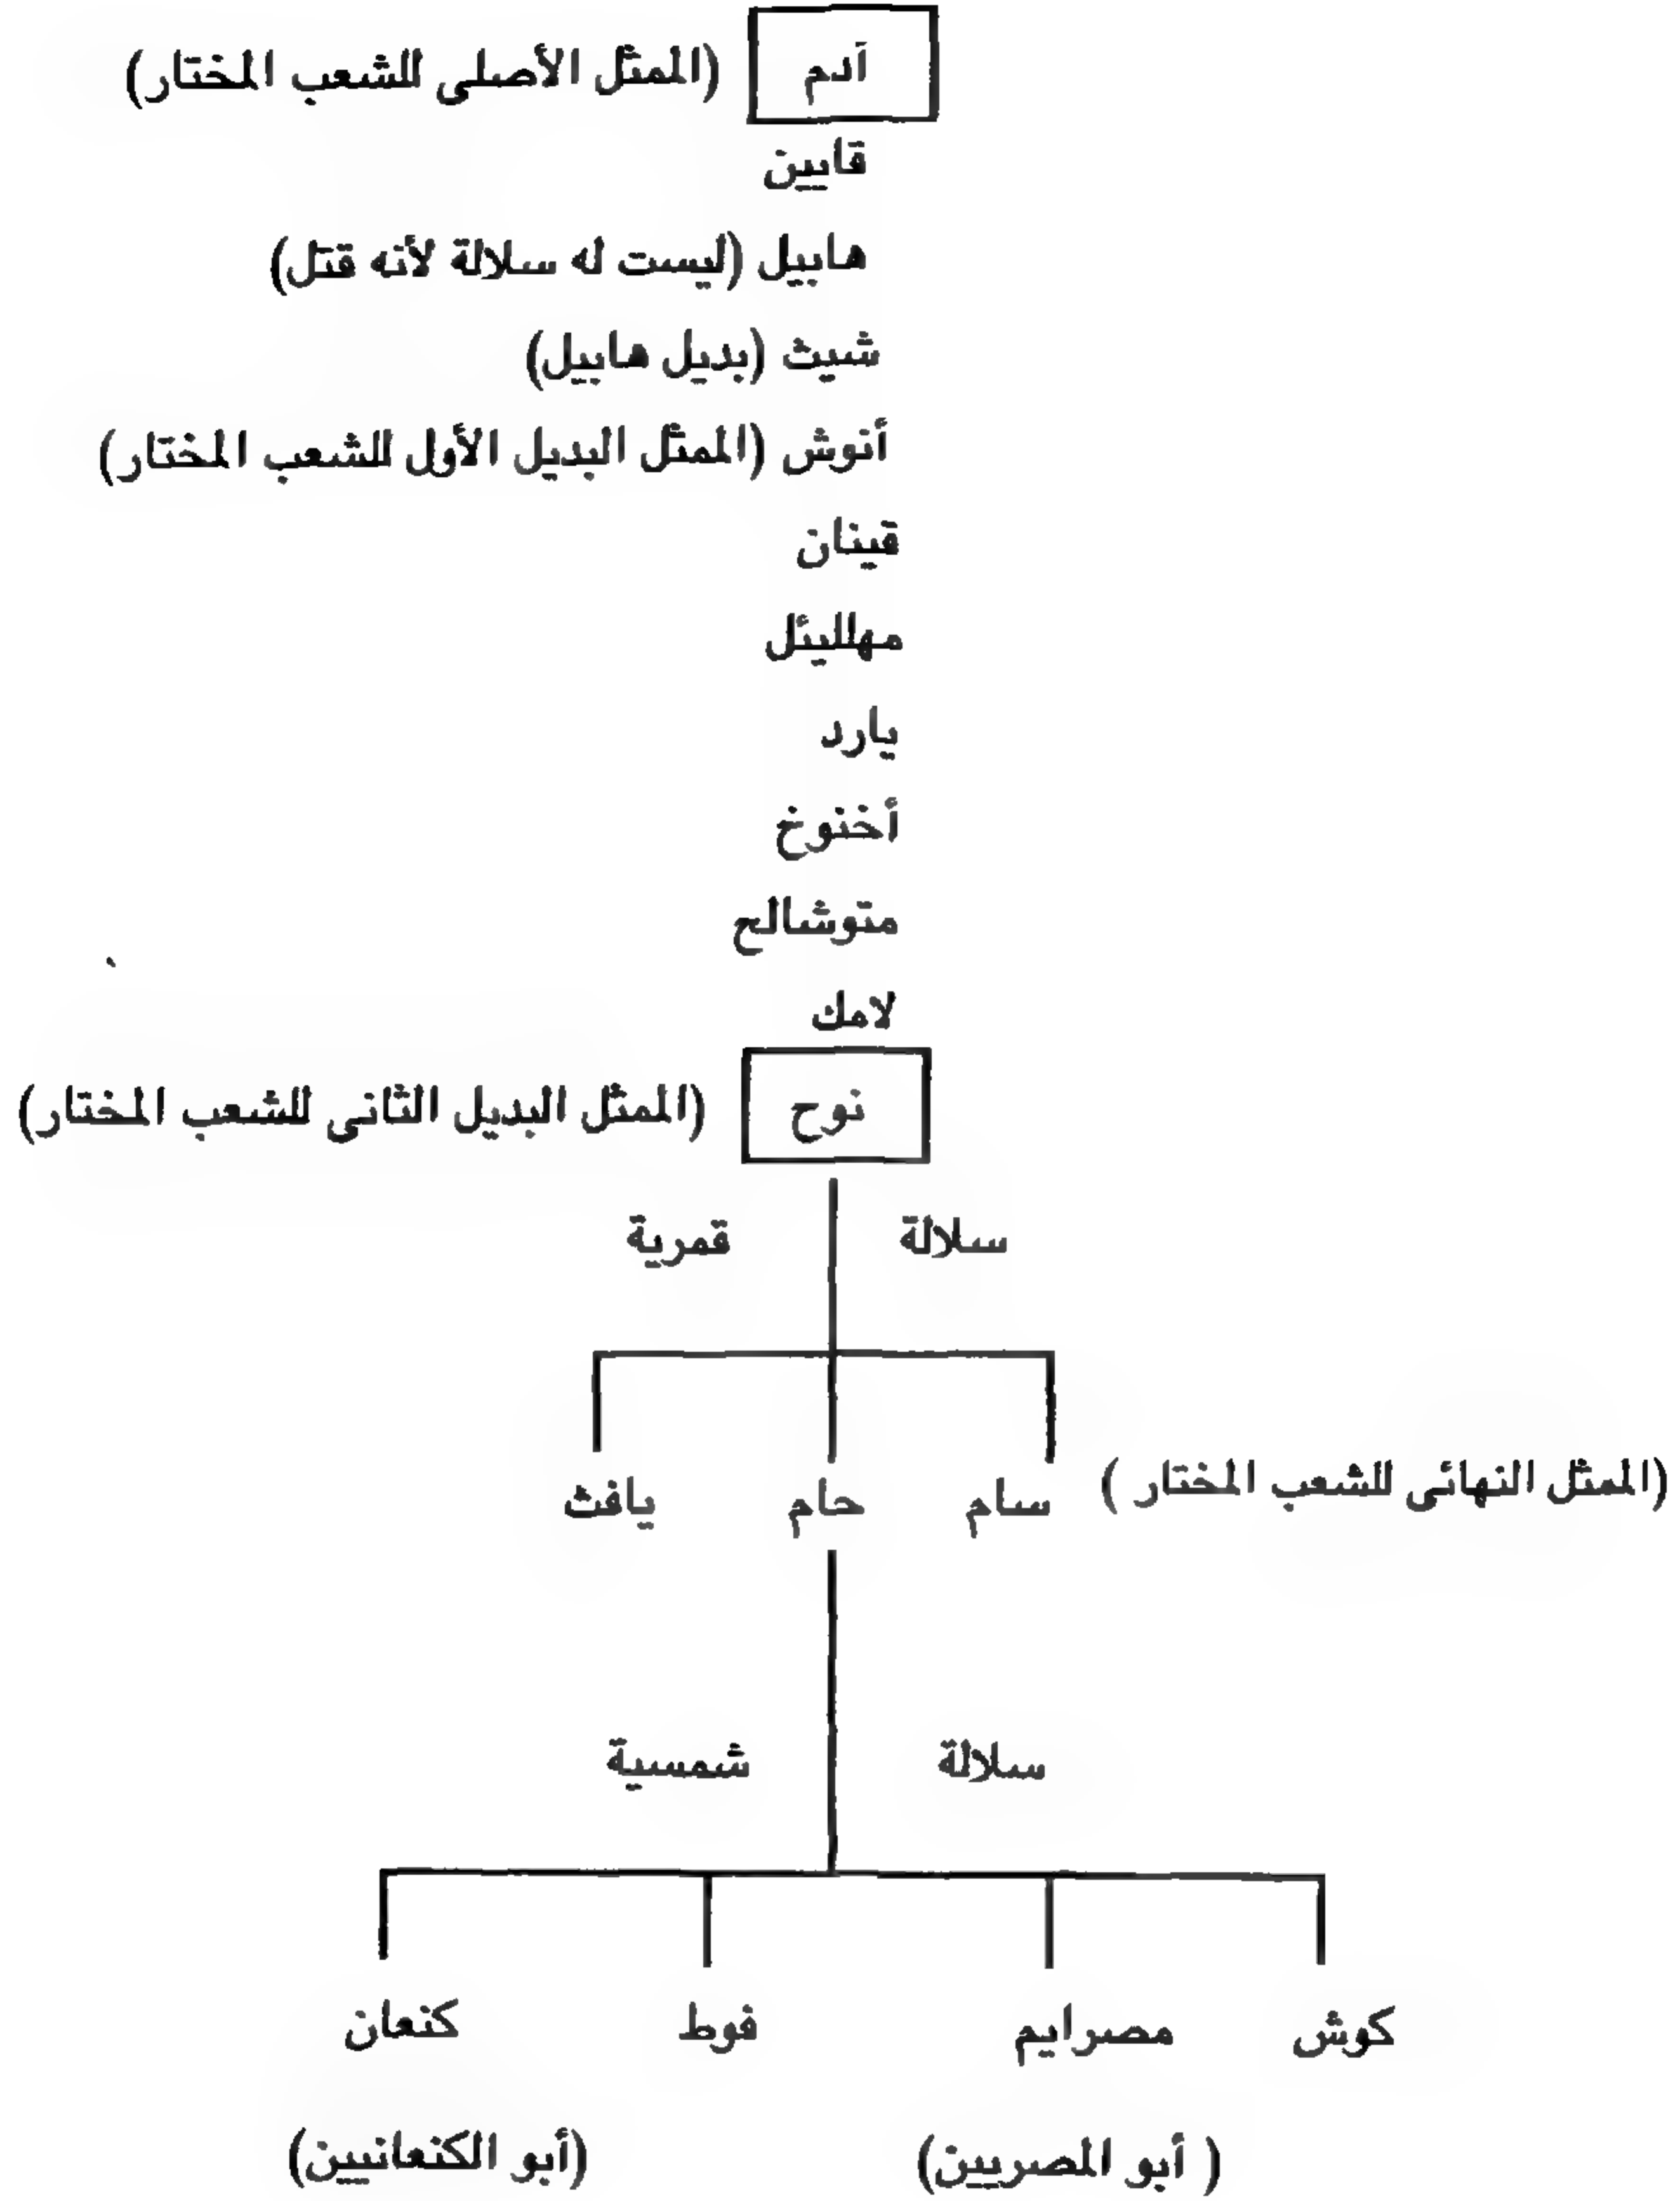 آدم (الممثل الأصلى للشعب المختار)
قايين
هابيل (ليست له سلالة لأنه قتل)
شيث (بديل هابيل)
أنوش (الممثل البديل الأول للشعب المختار)
قينان
مهلليئل
يارد
أخنوخ
متوشالح
لامك
نوح (الممثل البديل الثانى للشعب المختار)
سلالة قمرية
(الممثل النهائى للشعب المختار ) سام حام يافث
سلالة شمسية
كوش مصرايم فوط كنعان
( أبو المصريين) (أبو الكنعانيين)